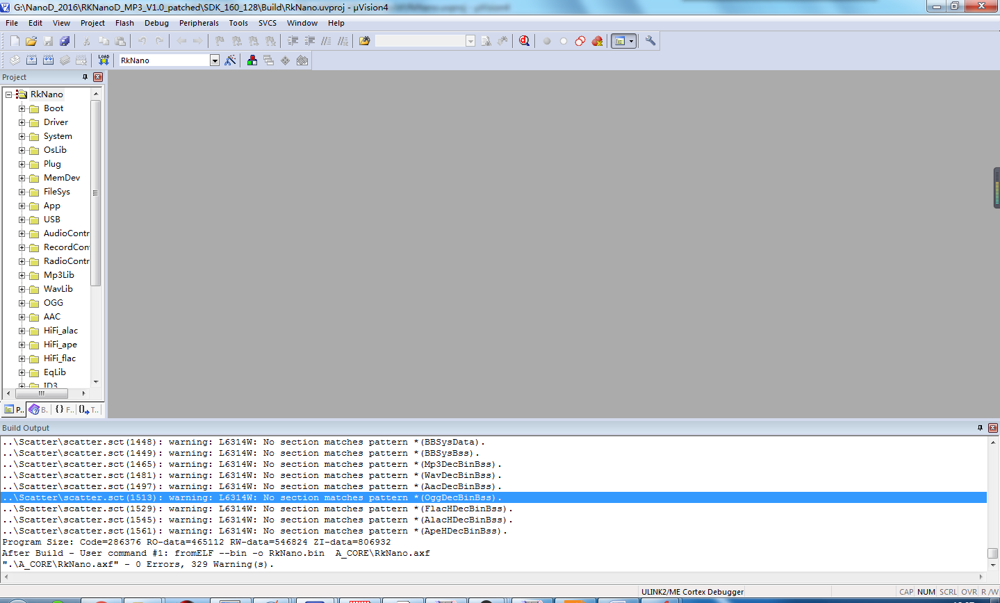 G:\NanoD_2016\RKNanoD_MP3_V1.0_patched\SDK_160_128\Build\RkNano.uvproj - µVision4
File Edit View Project Flash Debug Peripherals Tools SVCS Window Help
LOAD RkNano
Project
RkNano
Boot
Driver
System
OsLib
Plug
MemDev
FileSys
App
USB
AudioContr
RecordCon
RadioContr
Mp3Lib
WavLib
OGG
AAC
HiFi_alac
HiFi_ape
HiFi_flac
EqLib
ID3
P.. B. {} F.. T..
Build Output
..\Scatter\scatter.sct(1448): warning: L6314W: No section matches pattern *(BBSysData).
..\Scatter\scatter.sct(1449): warning: L6314W: No section matches pattern *(BBSysBss).
..\Scatter\scatter.sct(1465): warning: L6314W: No section matches pattern *(Mp3DecBinBss).
..\Scatter\scatter.sct(1481): warning: L6314W: No section matches pattern *(WavDecBinBss).
..\Scatter\scatter.sct(1497): warning: L6314W: No section matches pattern *(AacDecBinBss).
..\Scatter\scatter.sct(1513): warning: L6314W: No section matches pattern *(OggDecBinBss).
..\Scatter\scatter.sct(1529): warning: L6314W: No section matches pattern *(FlacHDecBinBss).
..\Scatter\scatter.sct(1545): warning: L6314W: No section matches pattern *(AlacHDecBinBss).
..\Scatter\scatter.sct(1561): warning: L6314W: No section matches pattern *(ApeHDecBinBss).
Program Size: Code=286376 RO-data=465112 RW-data=546824 ZI-data=806932
After Build - User command #1: fromELF --bin -o RkNano.bin  A_CORE\RkNano.axf
".\A_CORE\RkNano.axf" - 0 Errors, 329 Warning(s).
ULINK2/ME Cortex Debugger CAP NUM SCRL OVR R /W